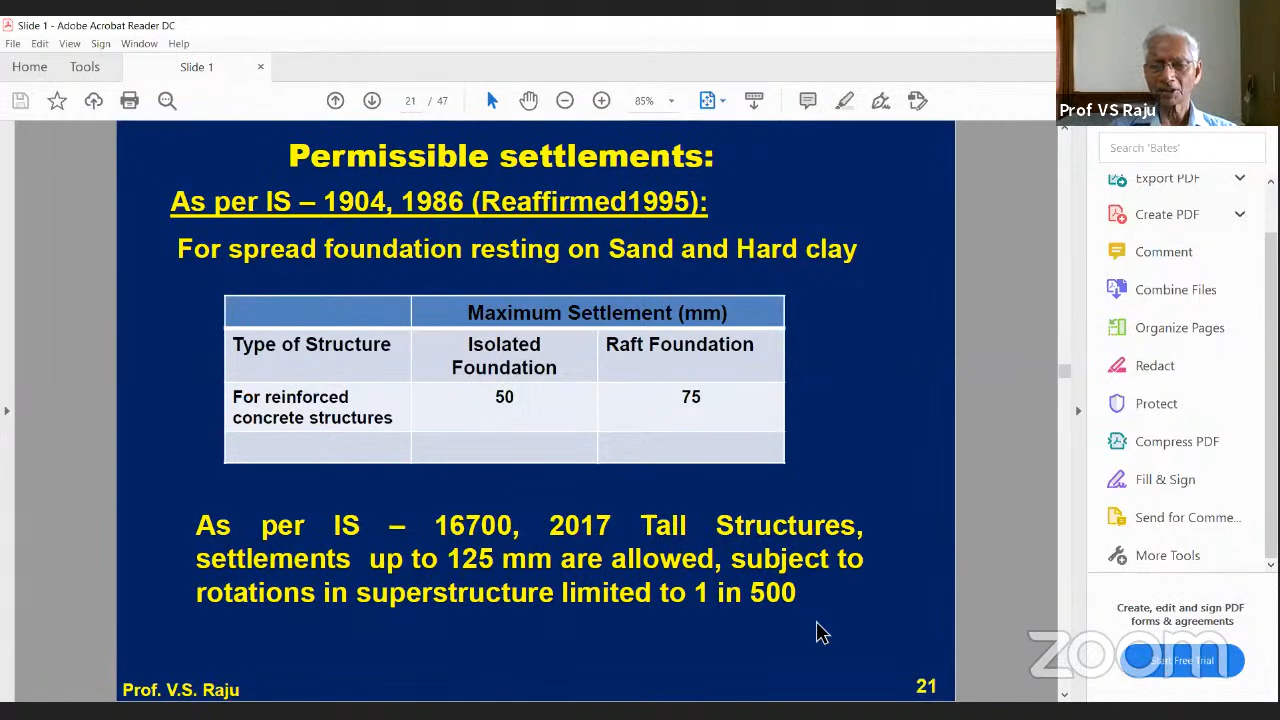 Slide 1 - Adobe Acrobat Reader DC
File Edit View Sign Window Help
Home Tools Slide 1 ×
21 / 47 85%
Prof VS Raju
Search 'Bates'
Export PDF
Create PDF
Comment
Combine Files
Organize Pages
Redact
Protect
Compress PDF
Fill & Sign
Send for Comme...
More Tools
Create, edit and sign PDF
forms & agreements
Start Free Trial
zoom
Permissible settlements:
As per IS – 1904, 1986 (Reaffirmed1995):
For spread foundation resting on Sand and Hard clay
Maximum Settlement (mm)
Type of Structure Isolated Raft Foundation
Foundation
For reinforced 50 75
concrete structures
As per IS – 16700, 2017 Tall Structures,
settlements up to 125 mm are allowed, subject to
rotations in superstructure limited to 1 in 500
Prof. V.S. Raju 21